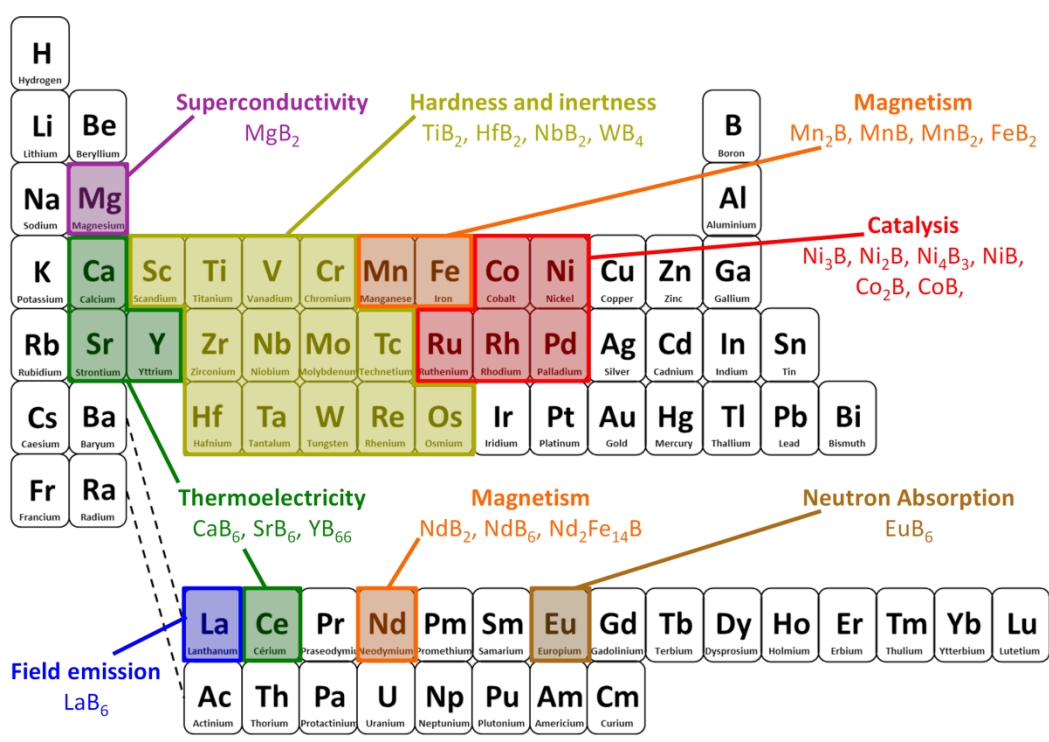 H
Hydrogen
Superconductivity
MgB₂
Hardness and inertness
TiB₂, HfB₂, NbB₂, WB₄
Magnetism
Mn₂B, MnB, MnB₂, FeB₂
Li Be B
Lithium Beryllium Boron
Na Mg Al
Sodium Magnesium Aluminium
Catalysis
Ni₃B, Ni₂B, Ni₄B₃, NiB,
Co₂B, CoB,
K Ca Sc Ti V Cr Mn Fe Co Ni Cu Zn Ga
Potassium Calcium Scandium Titanium Vanadium Chromium Manganese Iron Cobalt Nickel Copper Zinc Gallium
Rb Sr Y Zr Nb Mo Tc Ru Rh Pd Ag Cd In Sn
Rubidium Strontium Yttrium Zirconium Niobium Molybdenum Technetium Ruthenium Rhodium Palladium Silver Cadmium Indium Tin
Cs Ba Hf Ta W Re Os Ir Pt Au Hg Tl Pb Bi
Caesium Baryum Hafnium Tantalum Tungsten Rhenium Osmium Iridium Platinum Gold Mercury Thallium Lead Bismuth
Fr Ra
Francium Radium
Thermoelectricity
CaB₆, SrB₆, YB₆₆
Magnetism
NdB₂, NdB₆, Nd₂Fe₁₄B
Neutron Absorption
EuB₆
La Ce Pr Nd Pm Sm Eu Gd Tb Dy Ho Er Tm Yb Lu
Lanthanum Cérium Praseodymiu Neodymium Promethium Samarium Europium Gadolinium Terbium Dysprosium Holmium Erbium Thulium Ytterbium Lutetium
Field emission
LaB₆
Ac Th Pa U Np Pu Am Cm
Actinium Thorium Protactinium Uranium Neptunium Plutonium Americium Curium